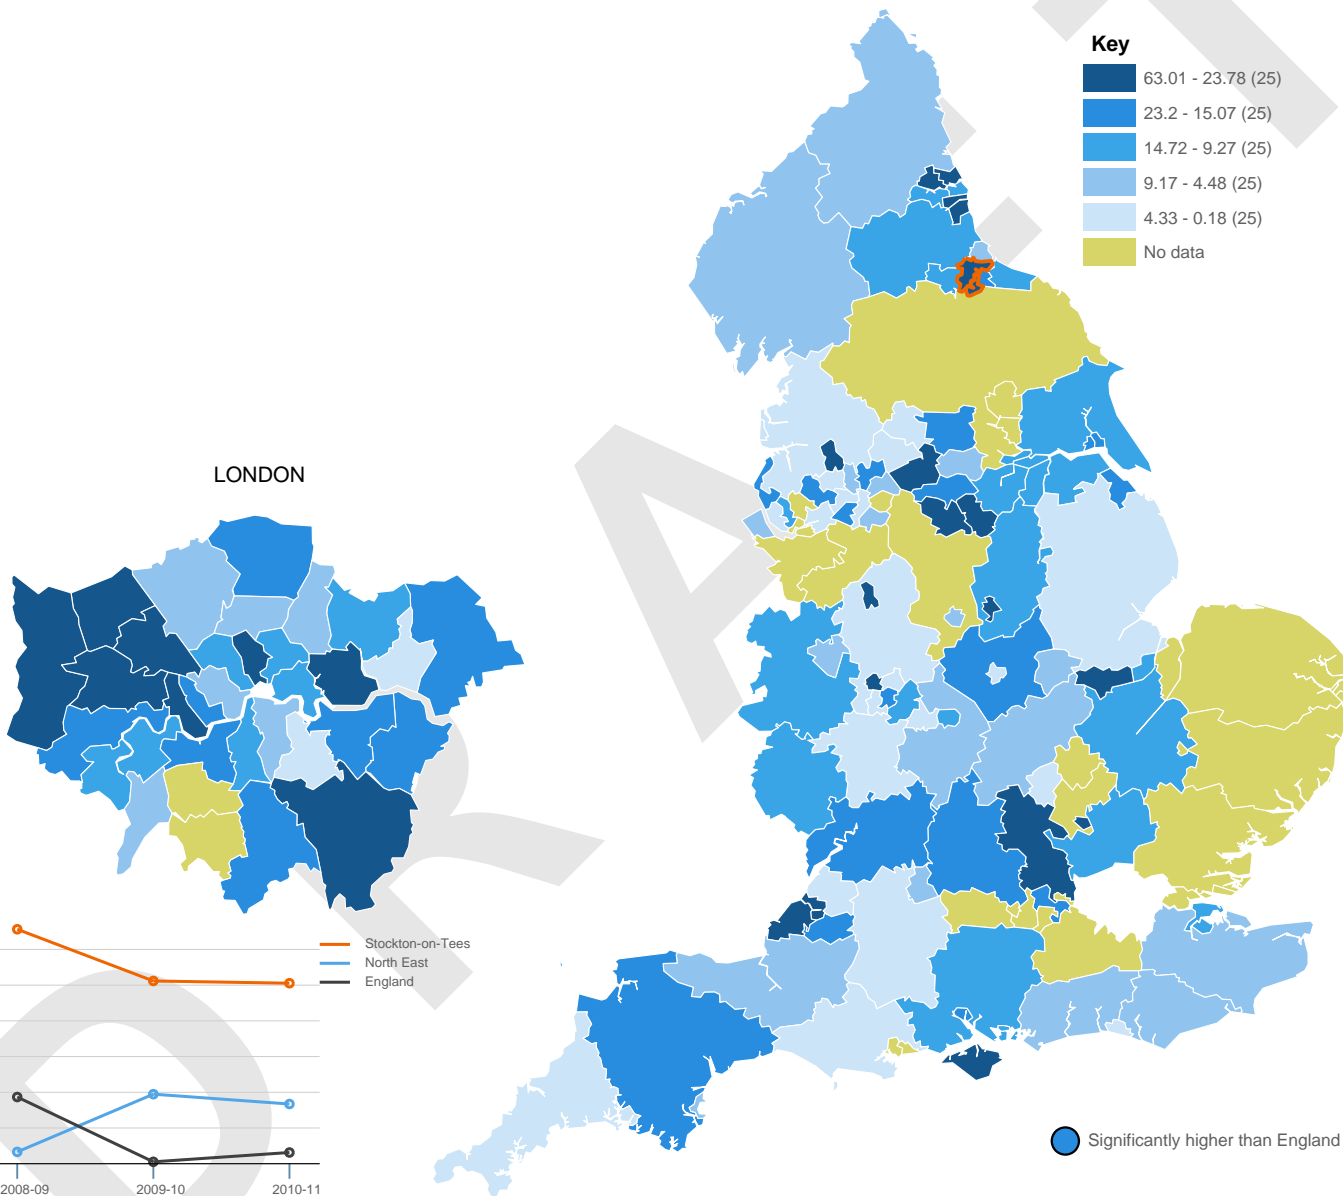 Key
63.01 - 23.78 (25)
23.2 - 15.07 (25)
14.72 - 9.27 (25)
9.17 - 4.48 (25)
4.33 - 0.18 (25)
No data
LONDON
Stockton-on-Tees
North East
England
2008-09
2009-10
2010-11
Significantly higher than England
DRAFT